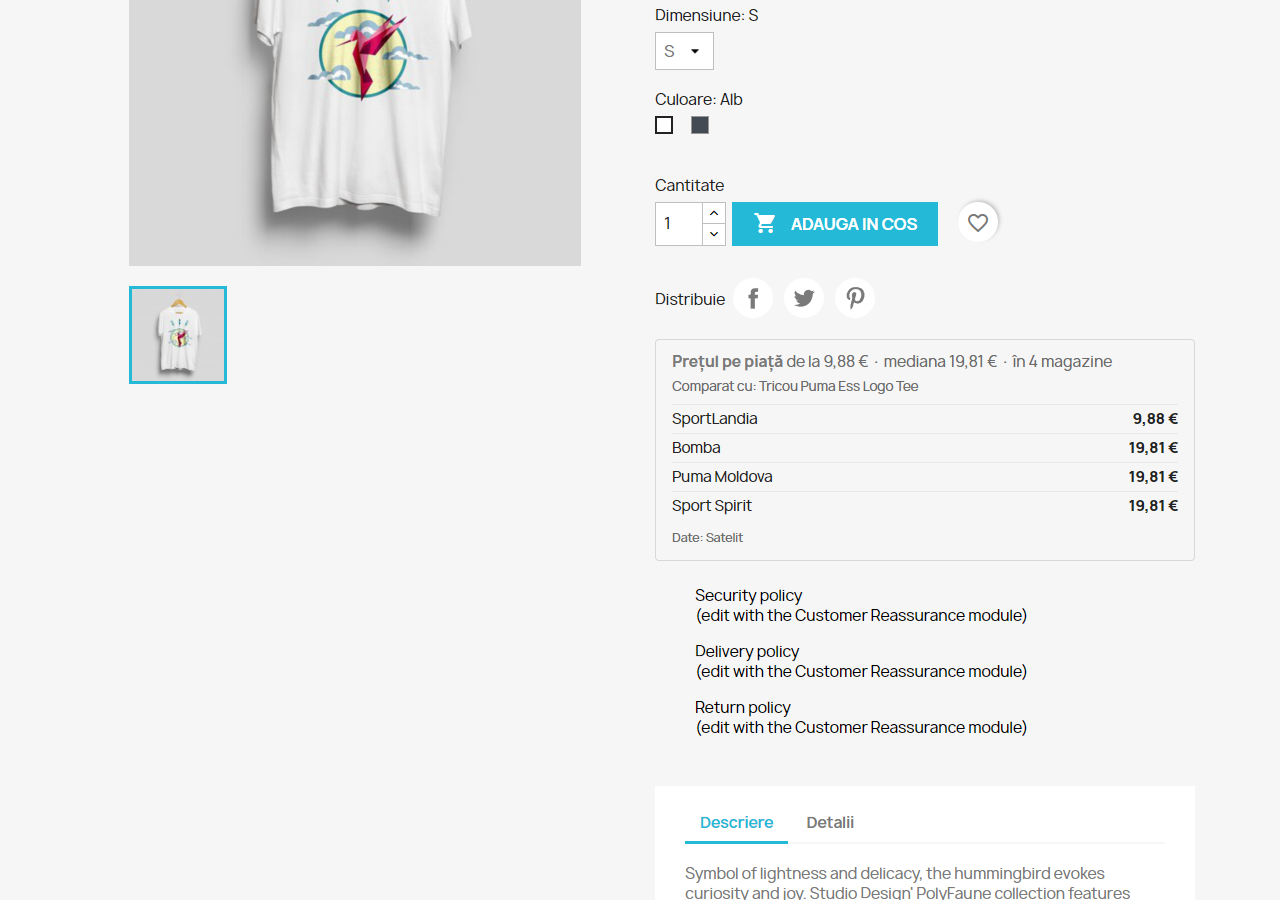 Dimensiune: S
S
Culoare: Alb
Cantitate
1
ADAUGA IN COS
Distribuie
Prețul pe piață de la 9,88 € · mediana 19,81 € · în 4 magazine
Comparat cu: Tricou Puma Ess Logo Tee
SportLandia 9,88 €
Bomba 19,81 €
Puma Moldova 19,81 €
Sport Spirit 19,81 €
Date: Satelit
Security policy
(edit with the Customer Reassurance module)
Delivery policy
(edit with the Customer Reassurance module)
Return policy
(edit with the Customer Reassurance module)
Descriere Detalii
Symbol of lightness and delicacy, the hummingbird evokes
curiosity and joy. Studio Design' PolyFaune collection features